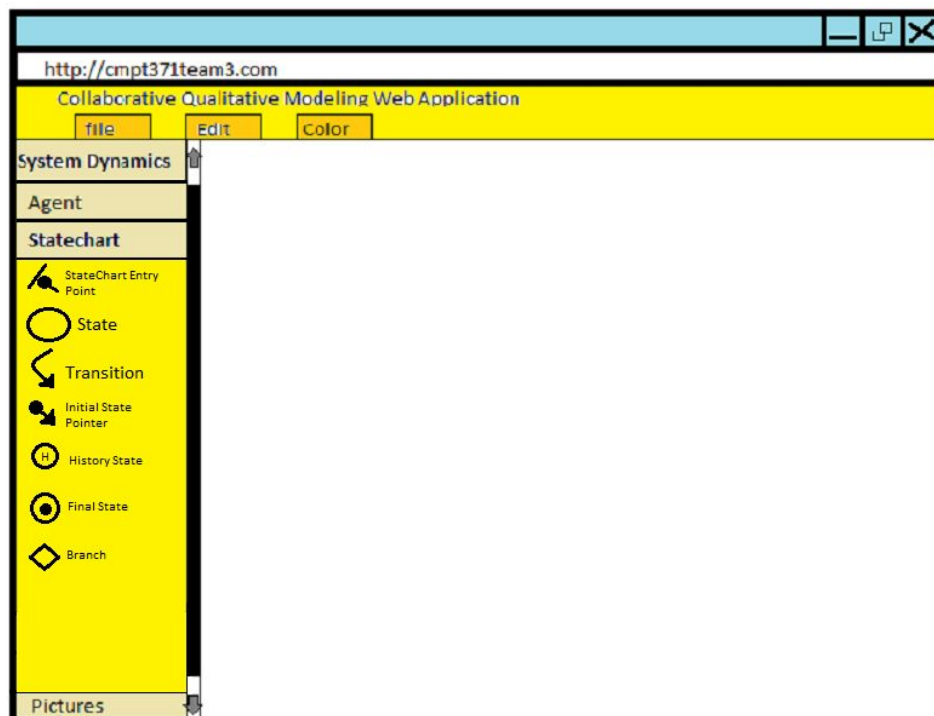 http://cmpt371team3.com
Collaborative Qualitative Modeling Web Application
file Edit Color
System Dynamics
Agent
Statechart
StateChart Entry
Point
State
Transition
Initial State
Pointer
H History State
Final State
Branch
Pictures